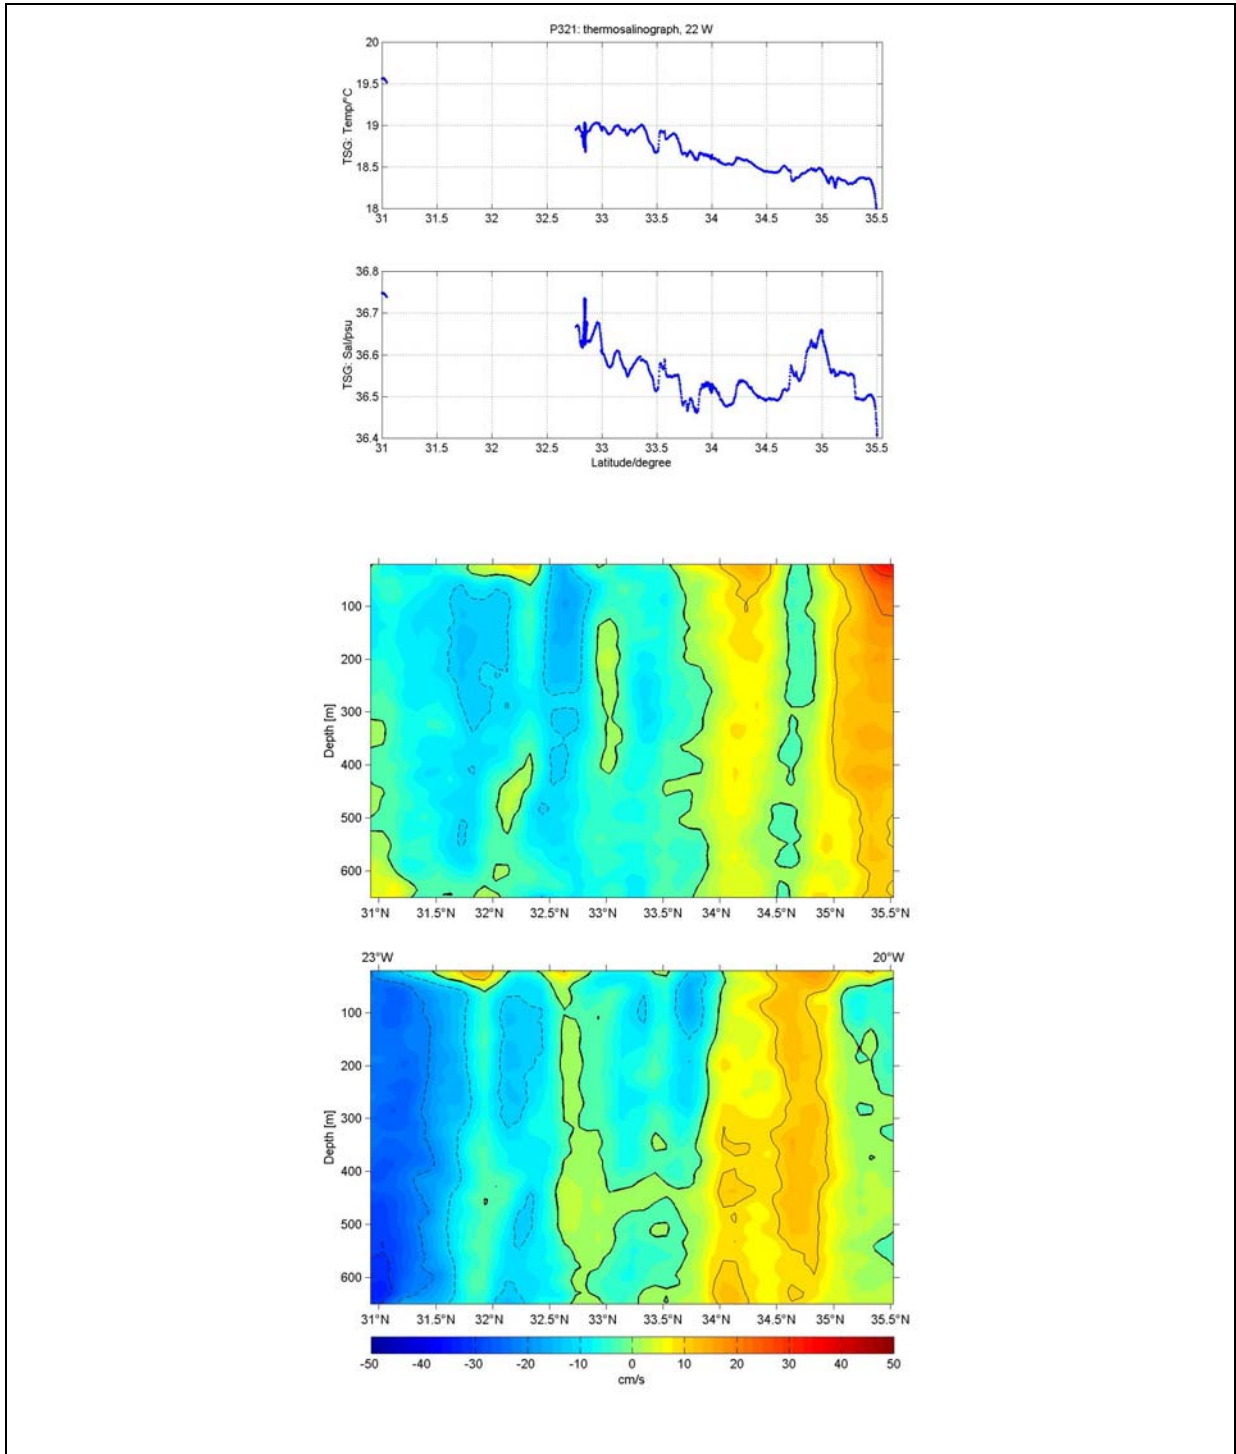 P321: thermosalinograph, 22 W
20
19.5
19
18.5
18
TSG: Temp/°C
31 31.5 32 32.5 33 33.5 34 34.5 35 35.5
36.8
36.7
36.6
36.5
36.4
TSG: Sal/psu
31 31.5 32 32.5 33 33.5 34 34.5 35 35.5
Latitude/degree
100
200
300
400
500
600
Depth [m]
31°N 31.5°N 32°N 32.5°N 33°N 33.5°N 34°N 34.5°N 35°N 35.5°N
23°W 20°W
100
200
300
400
500
600
Depth [m]
31°N 31.5°N 32°N 32.5°N 33°N 33.5°N 34°N 34.5°N 35°N 35.5°N
-50 -40 -30 -20 -10 0 10 20 30 40 50
cm/s